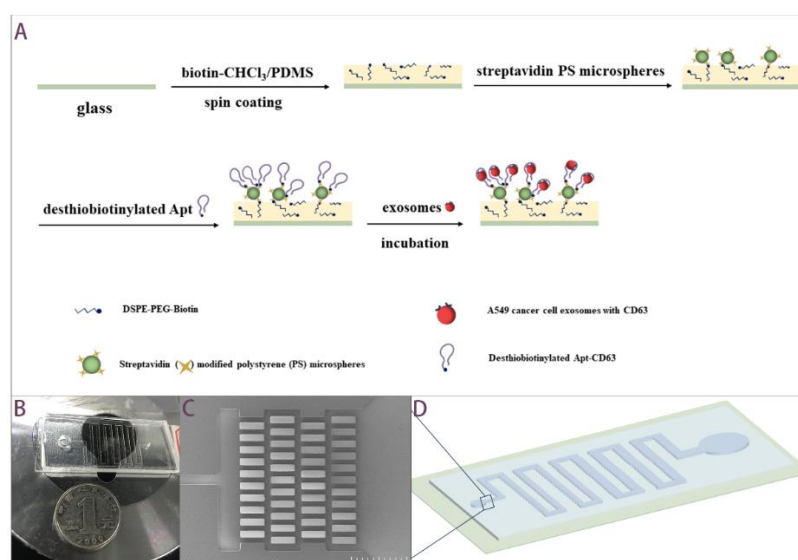 A
biotin-CHCl₃/PDMS
spin coating
streptavidin PS microspheres
glass
desthiobiotinylated Apt
exosomes
incubation
DSPE-PEG-Biotin
A549 cancer cell exosomes with CD63
Streptavidin ( ) modified polystyrene (PS) microspheres
Desthiobiotinylated Apt-CD63
B
C
D
1